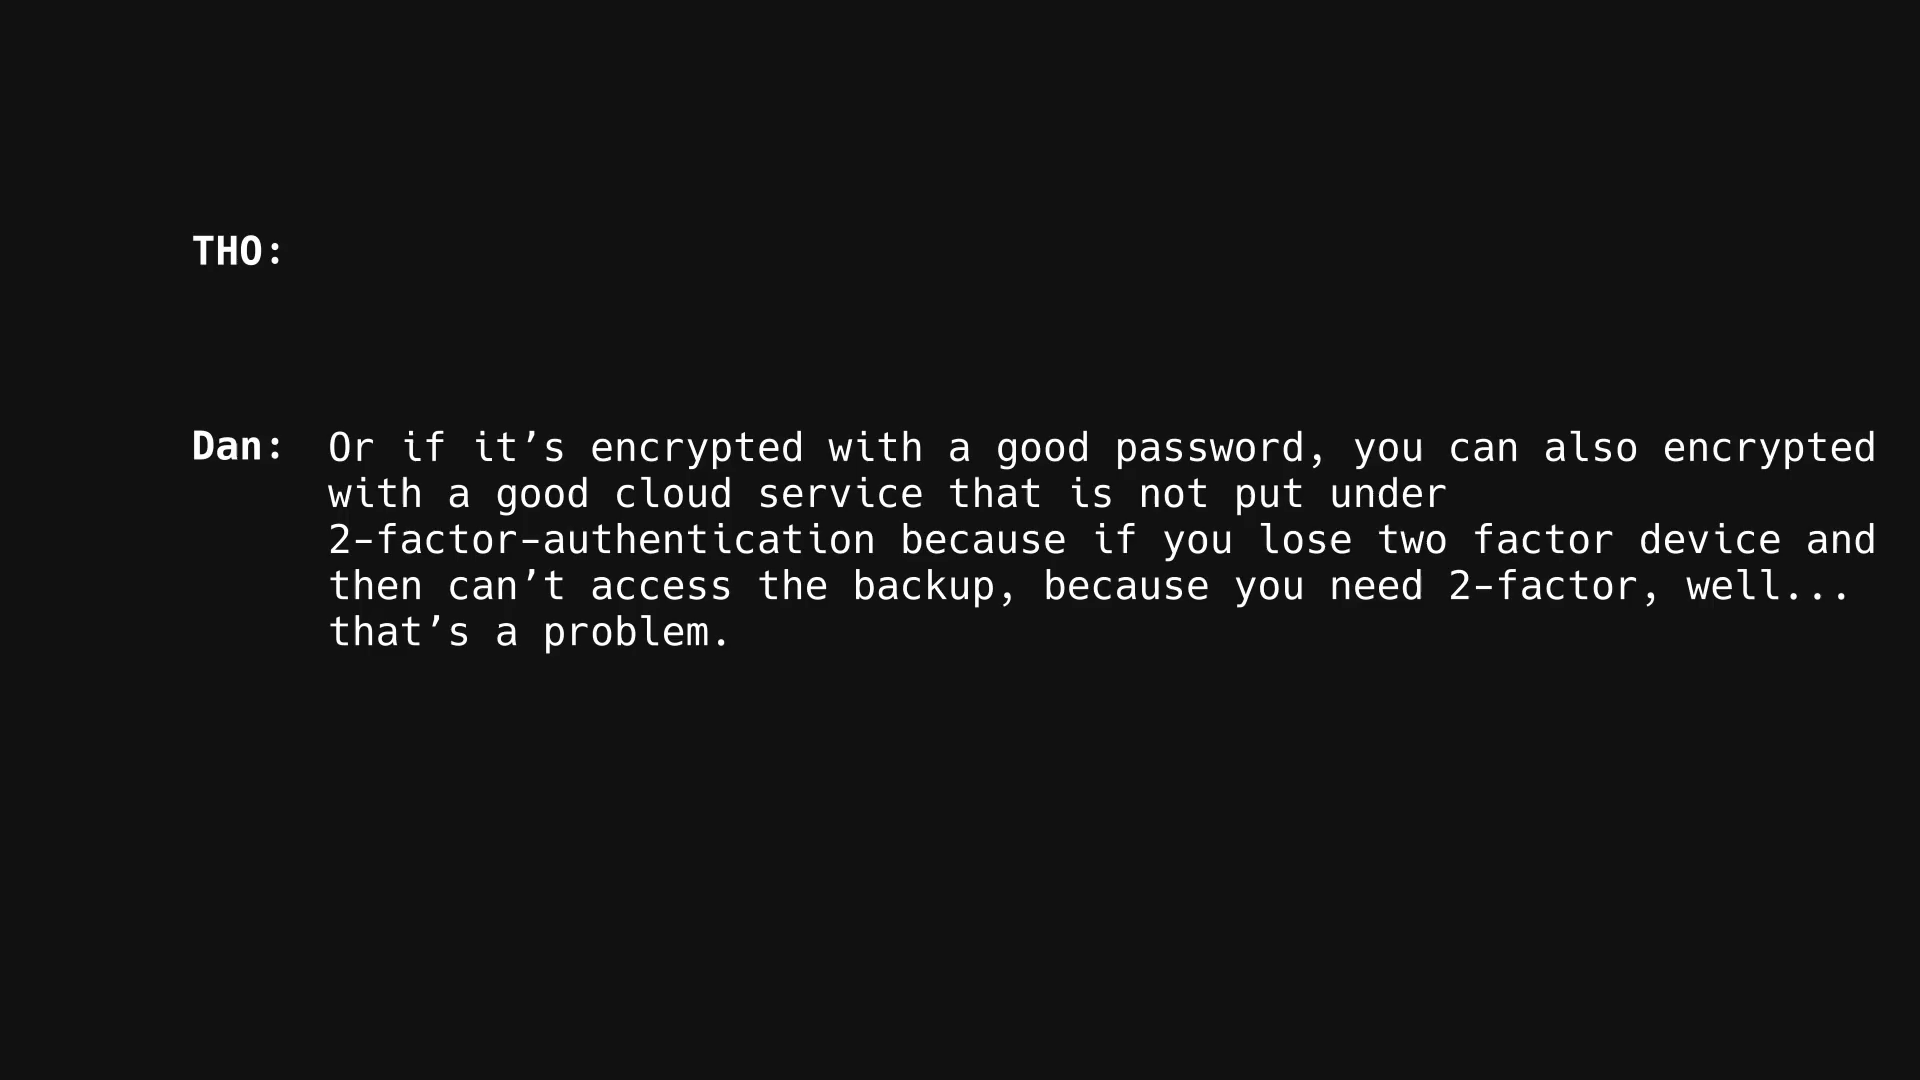 THO:
Dan: Or if it’s encrypted with a good password, you can also encrypted
with a good cloud service that is not put under
2-factor-authentication because if you lose two factor device and
then can’t access the backup, because you need 2-factor, well...
that’s a problem.